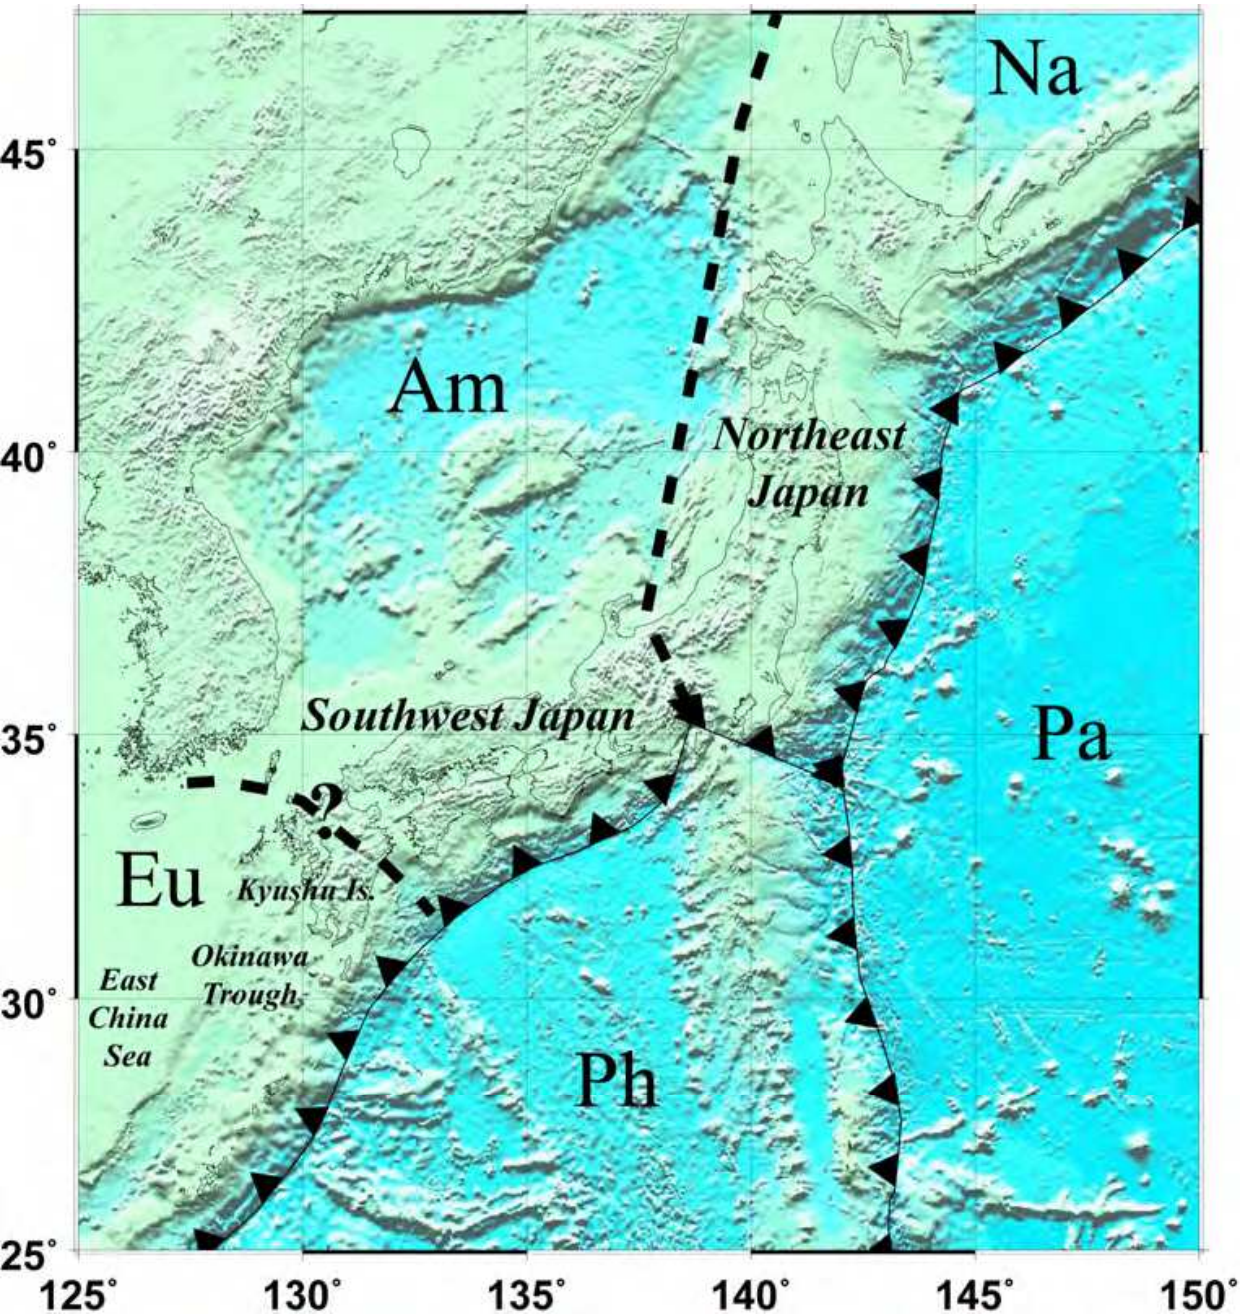 Na
45°
Am
Northeast
Japan
40°
Southwest Japan
35°
Pa
?
Eu
Kyushu Is.
Okinawa
Trough
East
China
Sea
30°
Ph
25°
125° 130° 135° 140° 145° 150°